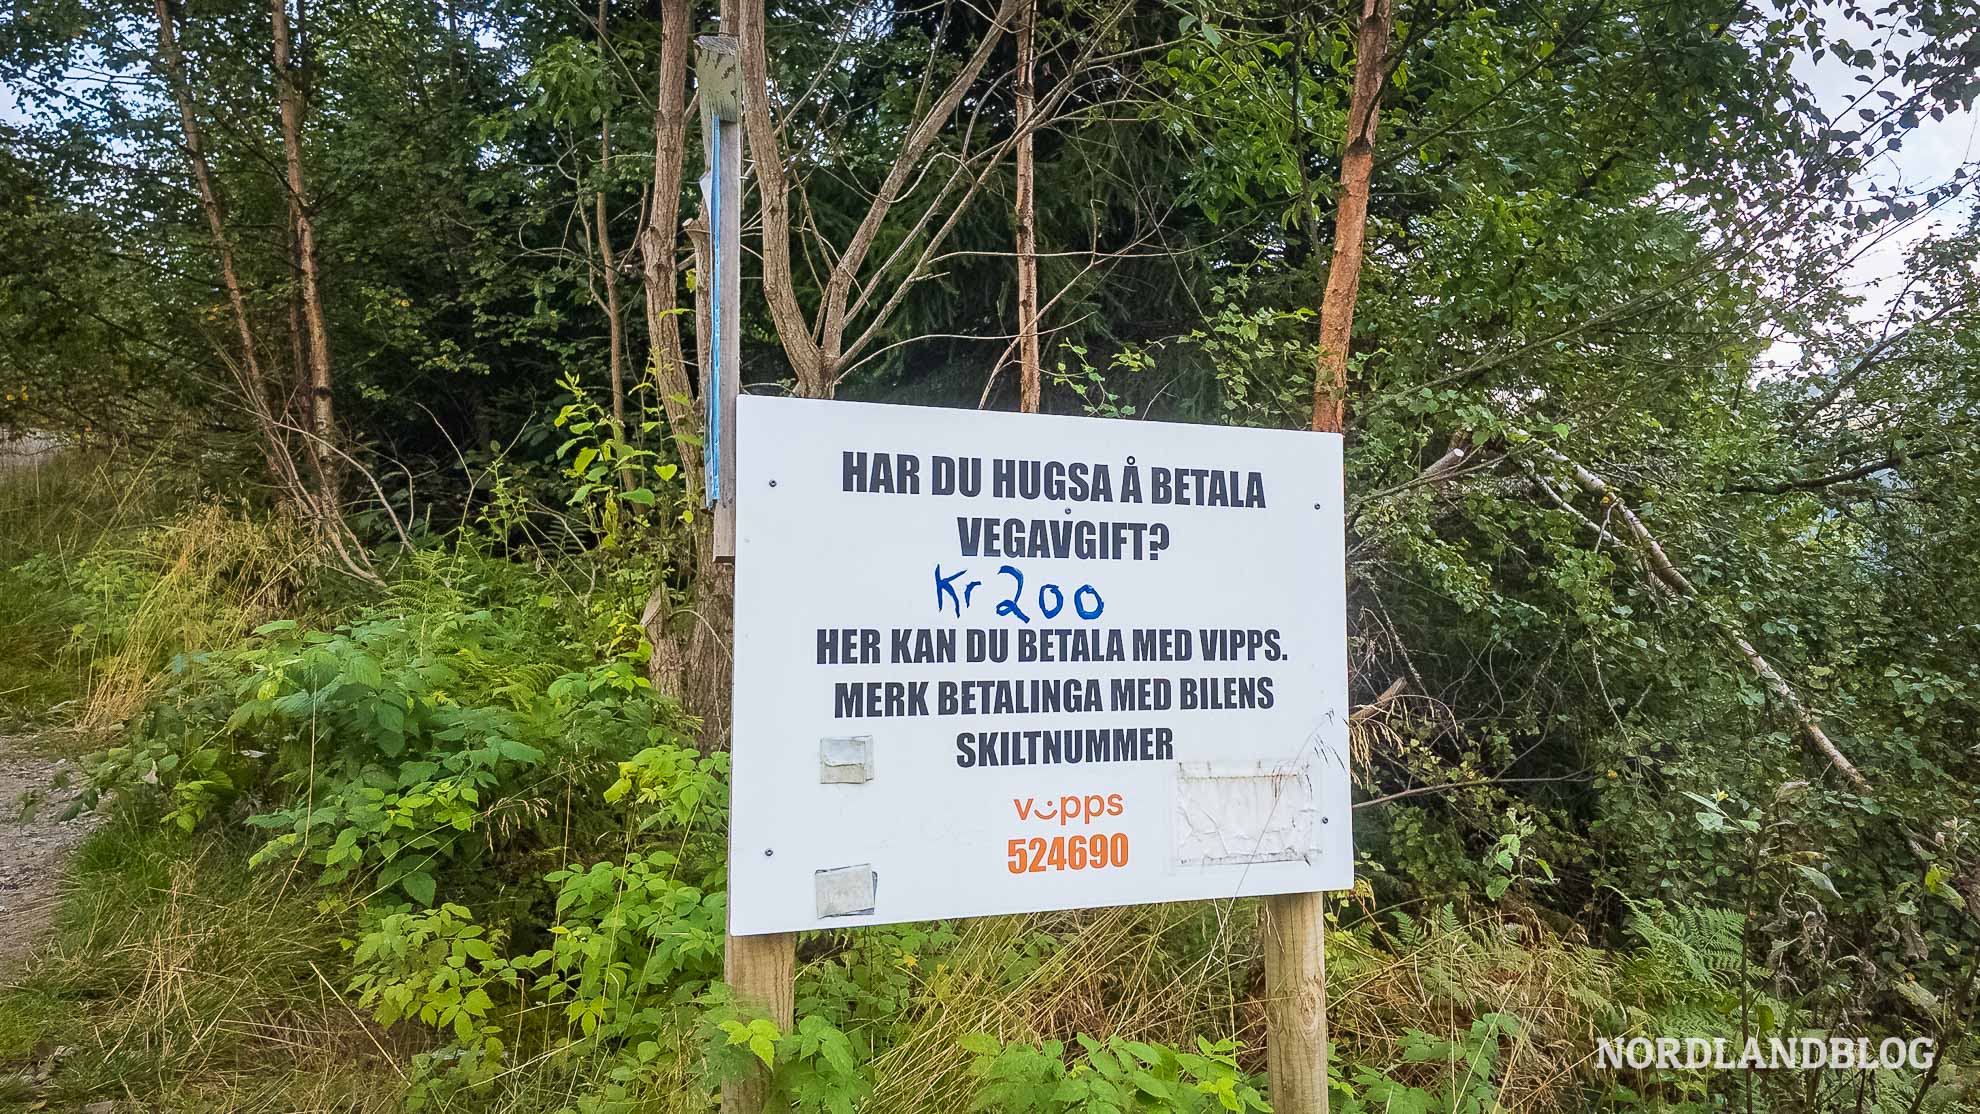 HAR DU HUGSA Å BETALA
VEGAVGIFT?
Kr 200
HER KAN DU BETALA MED VIPPS.
MERK BETALINGA MED BILENS
SKILTNUMMER
vipps
524690
NORDLANDBLOG